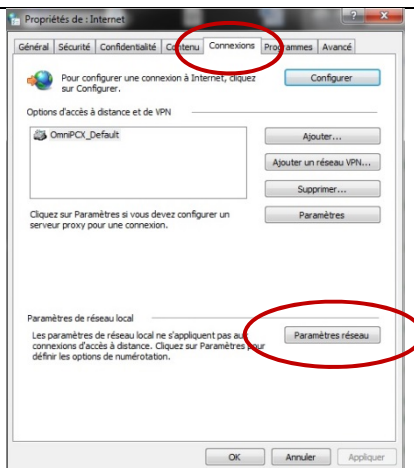 Propriétés de : Internet
Général Sécurité Confidentialité Contenu Connexions Programmes Avancé
Pour configurer une connexion à Internet, cliquez
sur Configurer.
Configurer
Options d'accès à distance et de VPN
OmniPCX_Default
Ajouter...
Ajouter un réseau VPN...
Supprimer...
Cliquez sur Paramètres si vous devez configurer un
serveur proxy pour une connexion.
Paramètres
Paramètres de réseau local
Les paramètres de réseau local ne s'appliquent pas aux
connexions d'accès à distance. Cliquez sur Paramètres pour
définir les options de numérotation.
Paramètres réseau
OK Annuler Appliquer